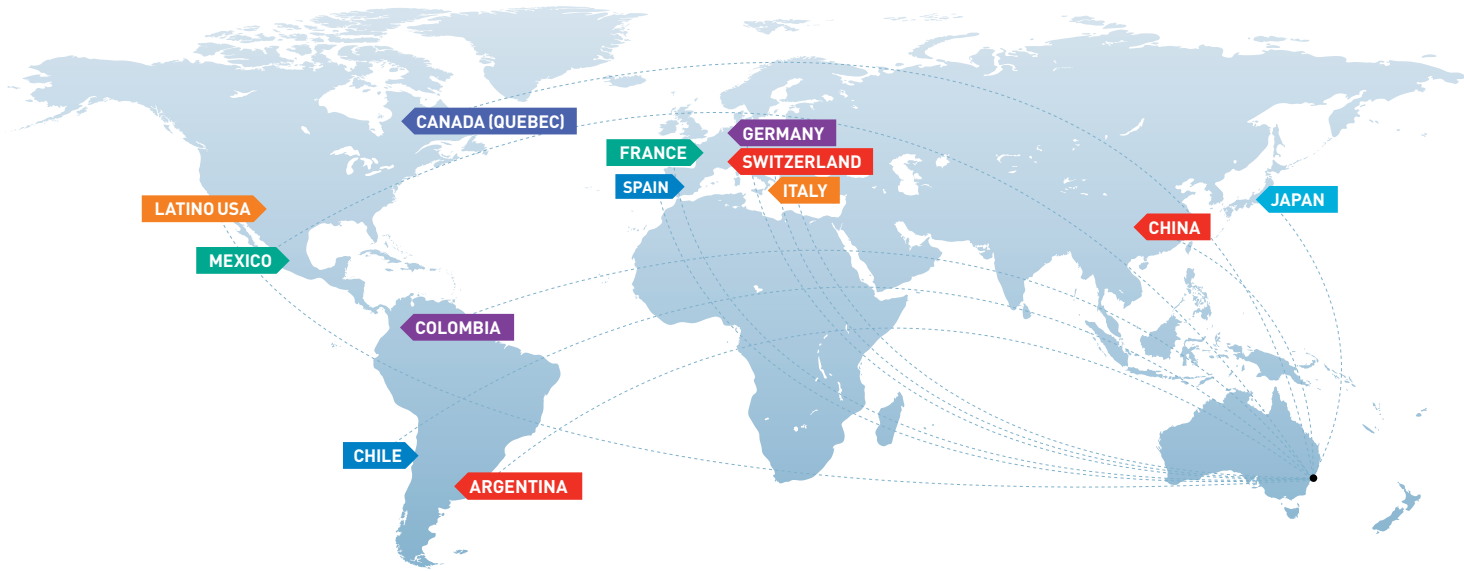 CANADA (QUEBEC)
GERMANY
FRANCE
SWITZERLAND
SPAIN
ITALY
LATINO USA
JAPAN
CHINA
MEXICO
COLOMBIA
CHILE
ARGENTINA